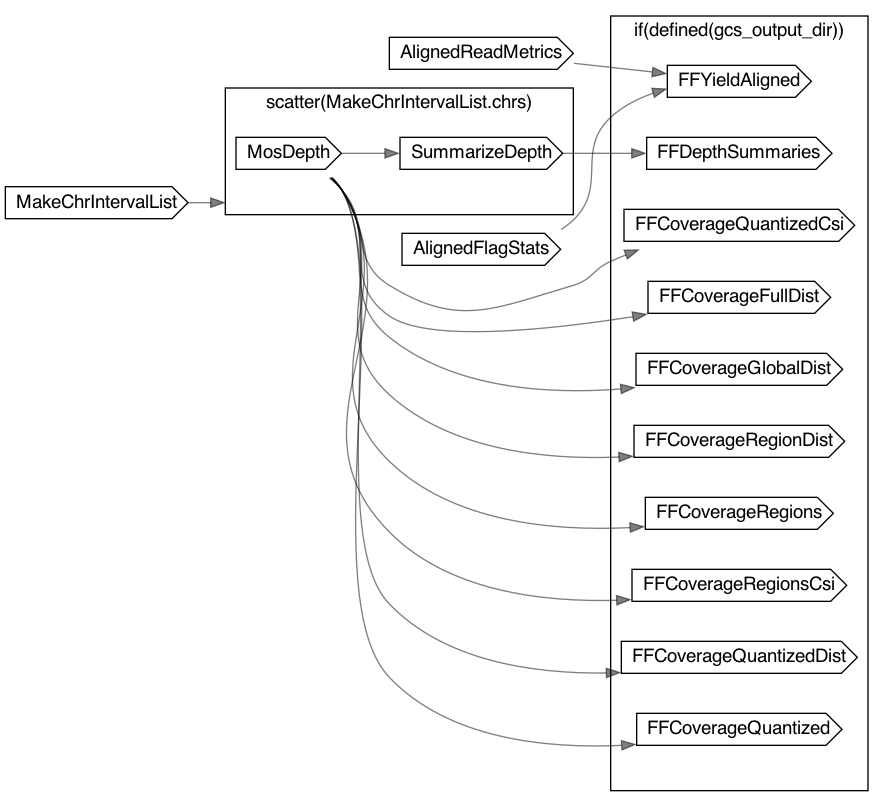 if(defined(gcs_output_dir))
AlignedReadMetrics
FFYieldAligned
scatter(MakeChrIntervalList.chrs)
MosDepth
SummarizeDepth
FFDepthSummaries
MakeChrIntervalList
FFCoverageQuantizedCsi
AlignedFlagStats
FFCoverageFullDist
FFCoverageGlobalDist
FFCoverageRegionDist
FFCoverageRegions
FFCoverageRegionsCsi
FFCoverageQuantizedDist
FFCoverageQuantized